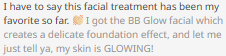 I have to say this facial treatment has been my
favorite so far. 👏🏼 I got the BB Glow facial which
creates a delicate foundation effect, and let me
just tell ya, my skin is GLOWING!